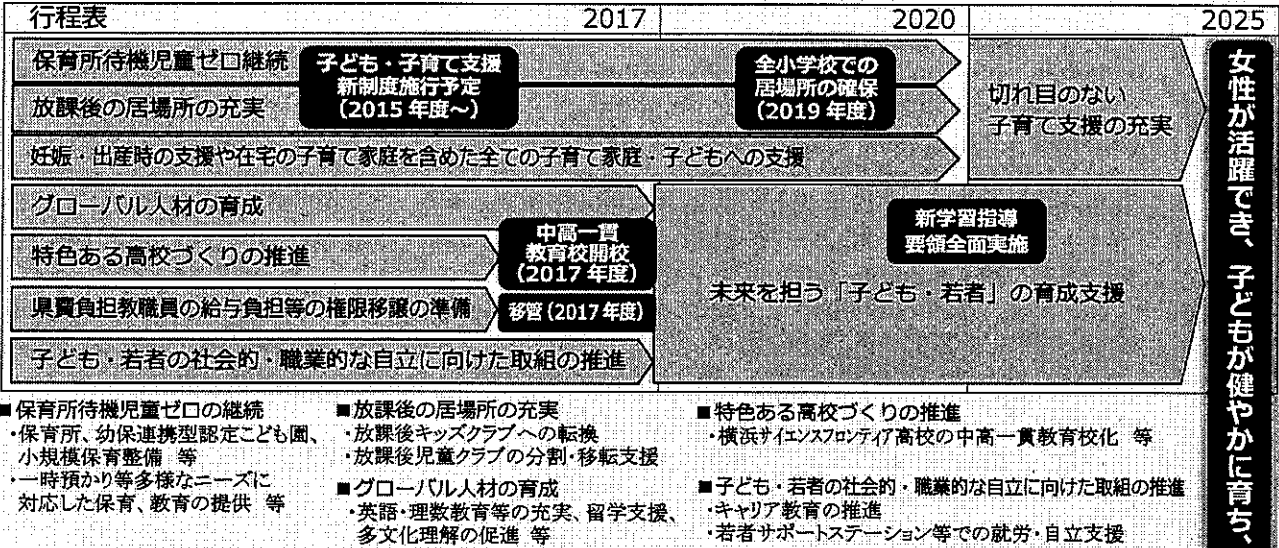 行程表
2017
2020
2025
保育所待機児童ゼロ継続
放課後の居場所の充実
子ども・子育て支援
新制度施行予定
(2015年度～)
全小学校での
居場所の確保
(2019年度)
妊娠・出産時の支援や在宅の子育て家庭を含めた全ての子育て家庭・子どもへの支援
切れ目のない
子育て支援の充実
グローバル人材の育成
特色ある高校づくりの推進
中高一貫
教育校開校
(2017年度)
県費負担教職員の給与負担等の権限移譲の準備
移管(2017年度)
子ども・若者の社会的・職業的な自立に向けた取組の推進
新学習指導
要領全面実施
未来を担う「子ども・若者」の育成支援
女性が活躍でき、子どもが健やかに育ち、
■保育所待機児童ゼロの継続
・保育所、幼保連携型認定こども園、
小規模保育整備 等
・一時預かり等多様なニーズに
対応した保育、教育の提供 等
■放課後の居場所の充実
・放課後キッズクラブへの転換
・放課後児童クラブの分割・移転支援
■グローバル人材の育成
・英語・理数教育等の充実、留学支援、
多文化理解の促進 等
■特色ある高校づくりの推進
・横浜サイエンスフロンティア高校の中高一貫教育校化 等
■子ども・若者の社会的・職業的な自立に向けた取組の推進
・キャリア教育の推進
・若者サポートステーション等での就労・自立支援